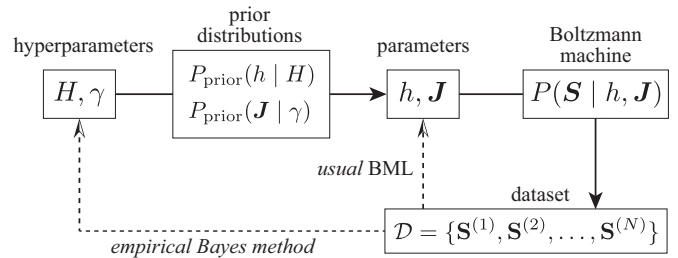 prior
distributions
hyperparameters
parameters
Boltzmann
machine
H, γ
P_prior(h | H)
P_prior(J | γ)
h, J
P(S | h, J)
usual BML
dataset
D = {S^(1), S^(2), . . . , S^(N)}
empirical Bayes method